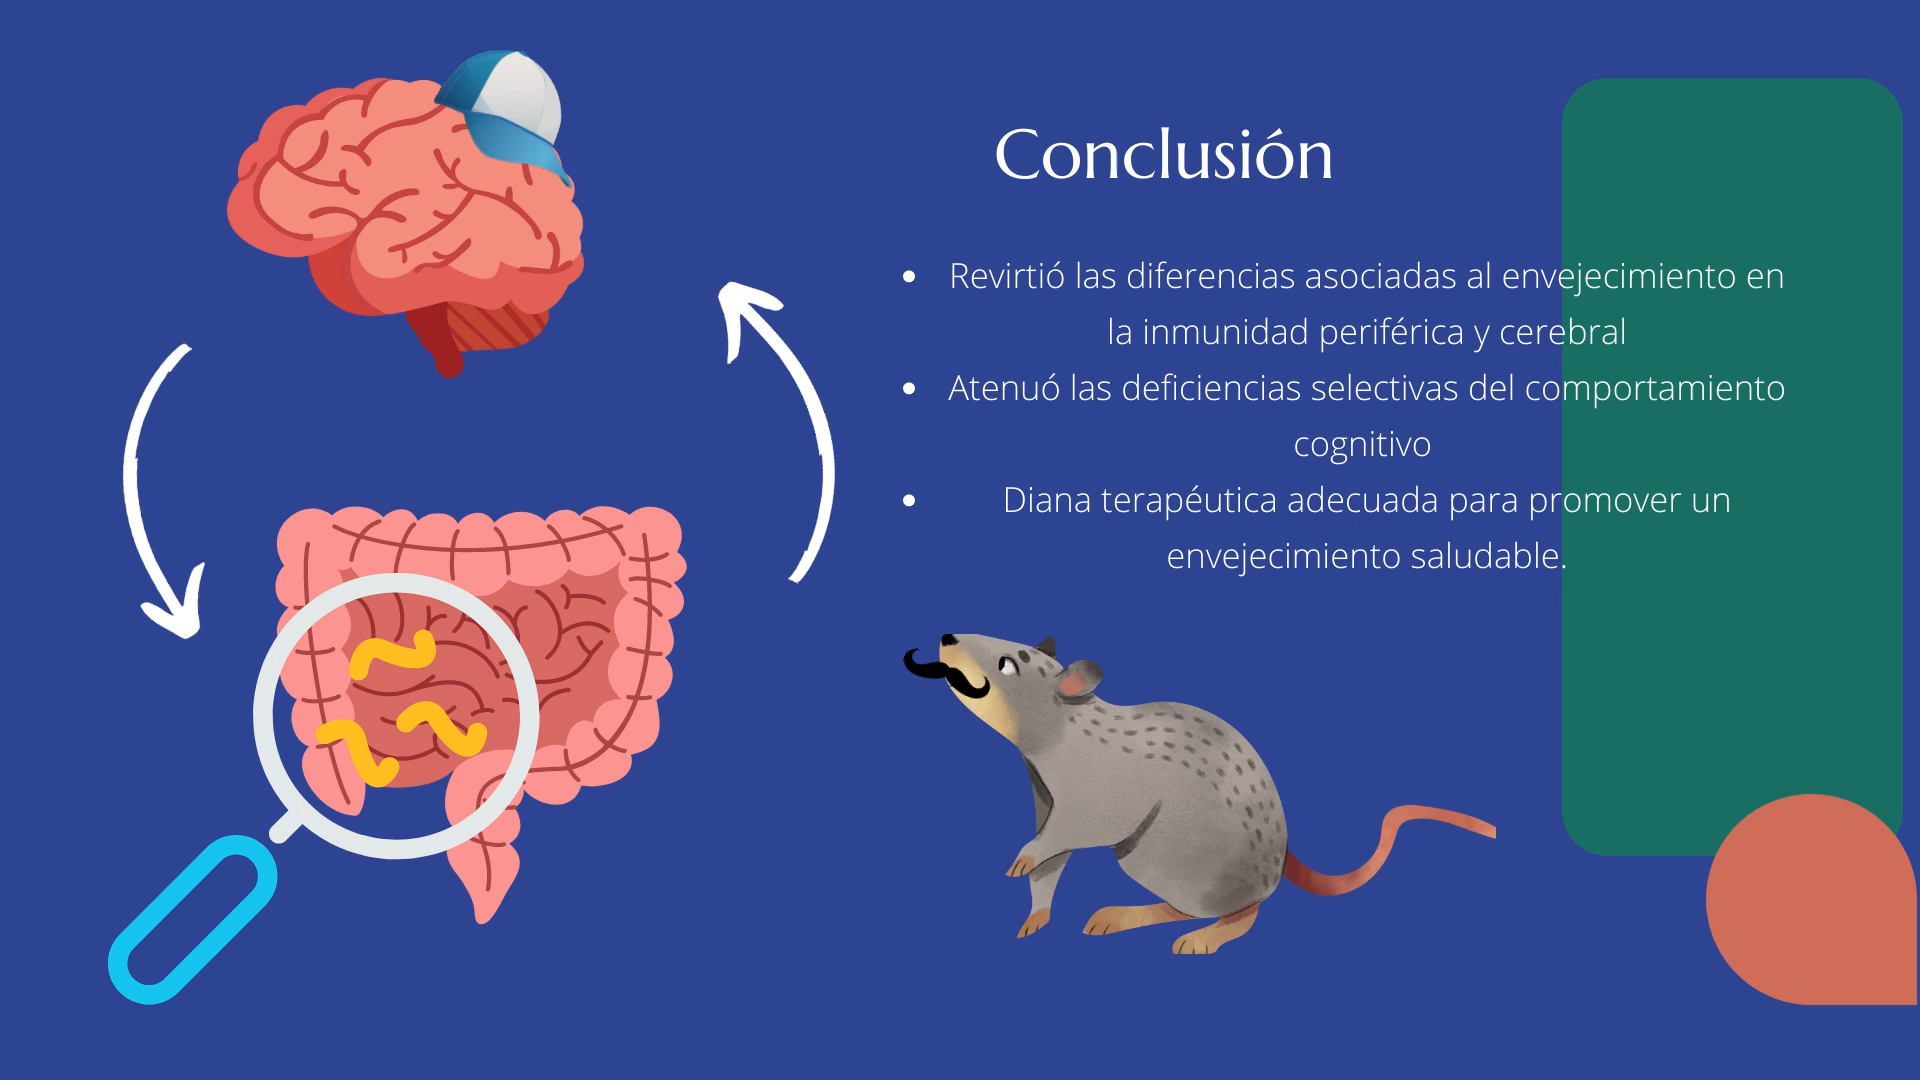 Conclusión
• Revirtió las diferencias asociadas al envejecimiento en
la inmunidad periférica y cerebral
• Atenuó las deficiencias selectivas del comportamiento
cognitivo
• Diana terapéutica adecuada para promover un
envejecimiento saludable.